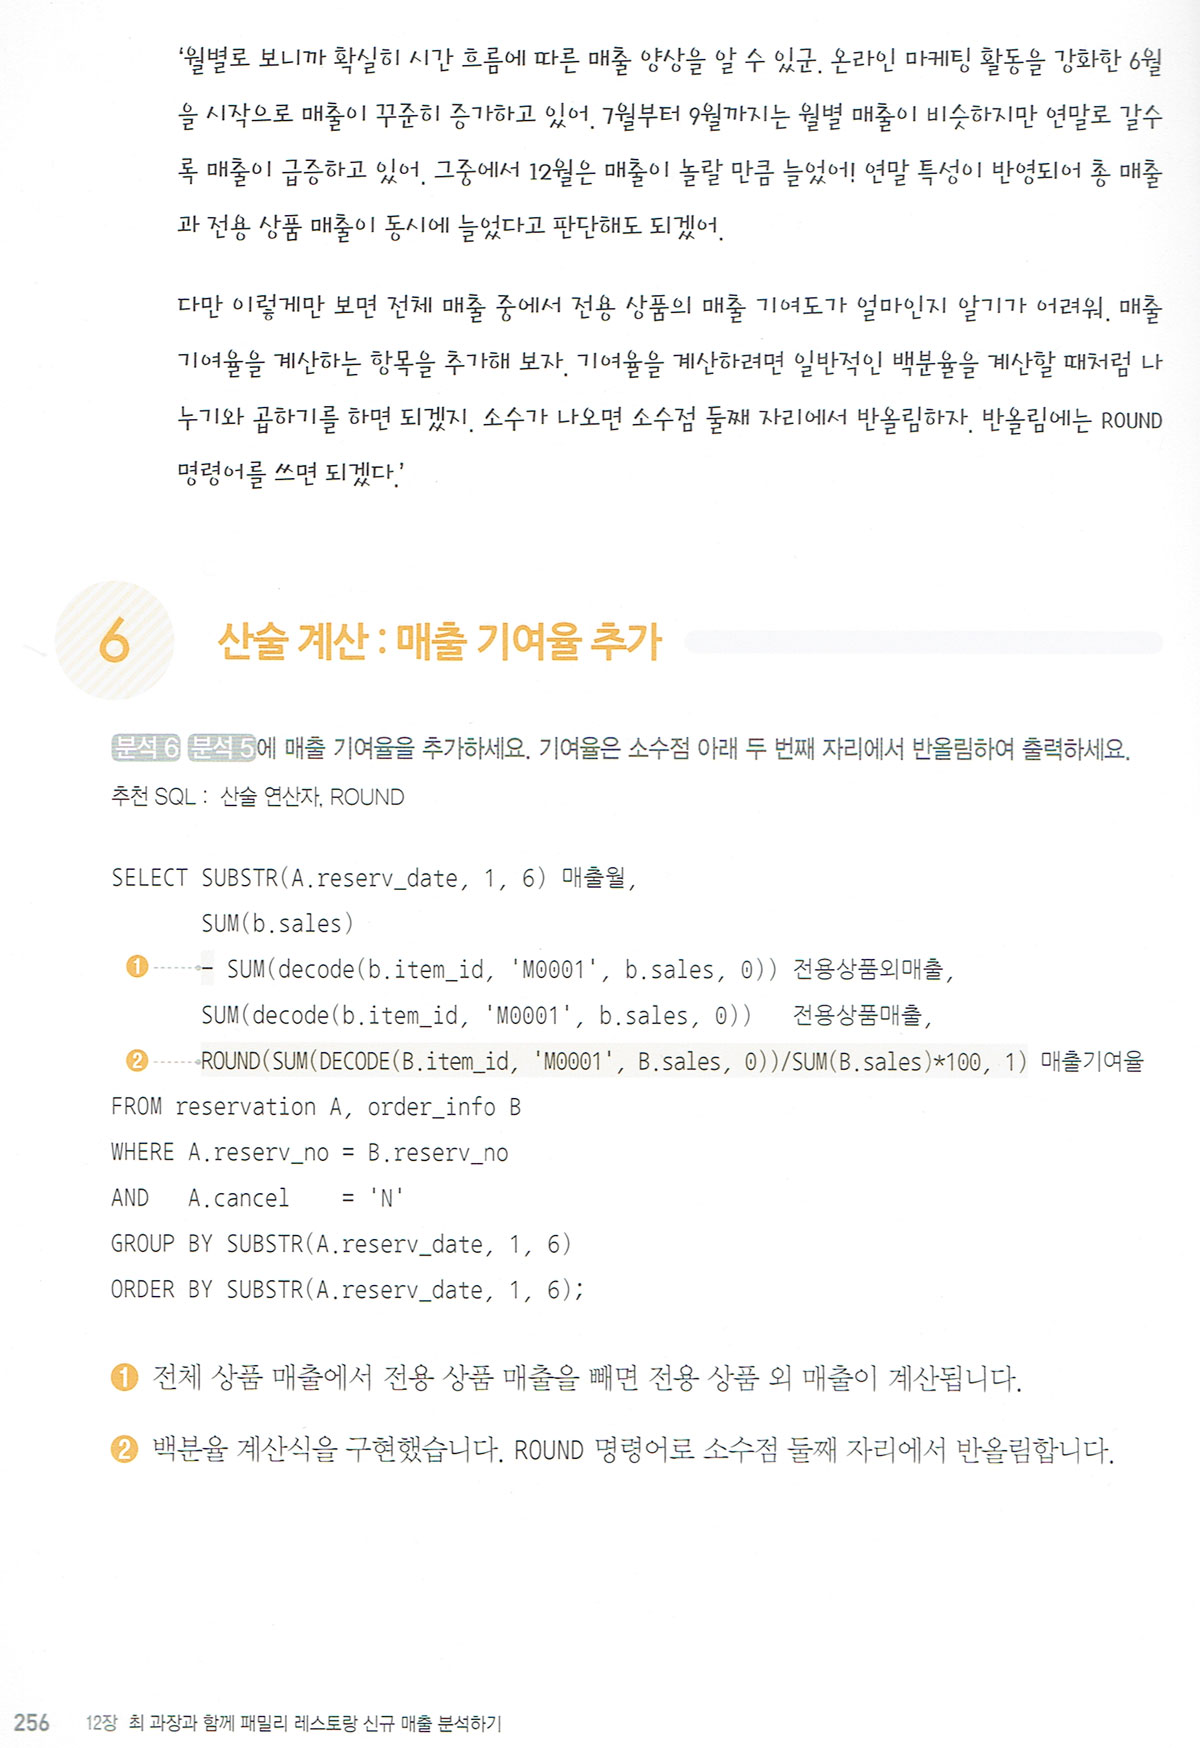 ‘월별로 보니까 확실히 시간 흐름에 따른 매출 양상을 알 수 있군. 온라인 마케팅 활동을 강화한 6월
을 시작으로 매출이 꾸준히 증가하고 있어. 7월부터 9월까지는 월별 매출이 비슷하지만 연말로 갈수
록 매출이 급증하고 있어. 그중에서 12월은 매출이 놀랄 만큼 늘었어! 연말 특성이 반영되어 총 매출
과 전용 상품 매출이 동시에 늘었다고 판단해도 되겠어.
다만 이렇게만 보면 전체 매출 중에서 전용 상품의 매출 기여도가 얼마인지 알기가 어려워. 매출
기여율을 계산하는 항목을 추가해 보자. 기여율을 계산하려면 일반적인 백분율을 계산할 때처럼 나
누기와 곱하기를 하면 되겠지. 소수가 나오면 소수점 둘째 자리에서 반올림하자. 반올림에는 ROUND
명령어를 쓰면 되겠다.’
6 산술 계산 : 매출 기여율 추가
분석 6 분석 5에 매출 기여율을 추가하세요. 기여율은 소수점 아래 두 번째 자리에서 반올림하여 출력하세요.
추천 SQL : 산술 연산자, ROUND
SELECT SUBSTR(A.reserv_date, 1, 6) 매출월,
SUM(b.sales)
1 - SUM(decode(b.item_id, 'M0001', b.sales, 0)) 전용상품외매출,
SUM(decode(b.item_id, 'M0001', b.sales, 0)) 전용상품매출,
2 ROUND(SUM(DECODE(B.item_id, 'M0001', B.sales, 0))/SUM(B.sales)*100, 1) 매출기여율
FROM reservation A, order_info B
WHERE A.reserv_no = B.reserv_no
AND A.cancel = 'N'
GROUP BY SUBSTR(A.reserv_date, 1, 6)
ORDER BY SUBSTR(A.reserv_date, 1, 6);
1 전체 상품 매출에서 전용 상품 매출을 빼면 전용 상품 외 매출이 계산됩니다.
2 백분율 계산식을 구현했습니다. ROUND 명령어로 소수점 둘째 자리에서 반올림합니다.
256 12장 최 과장과 함께 패밀리 레스토랑 신규 매출 분석하기